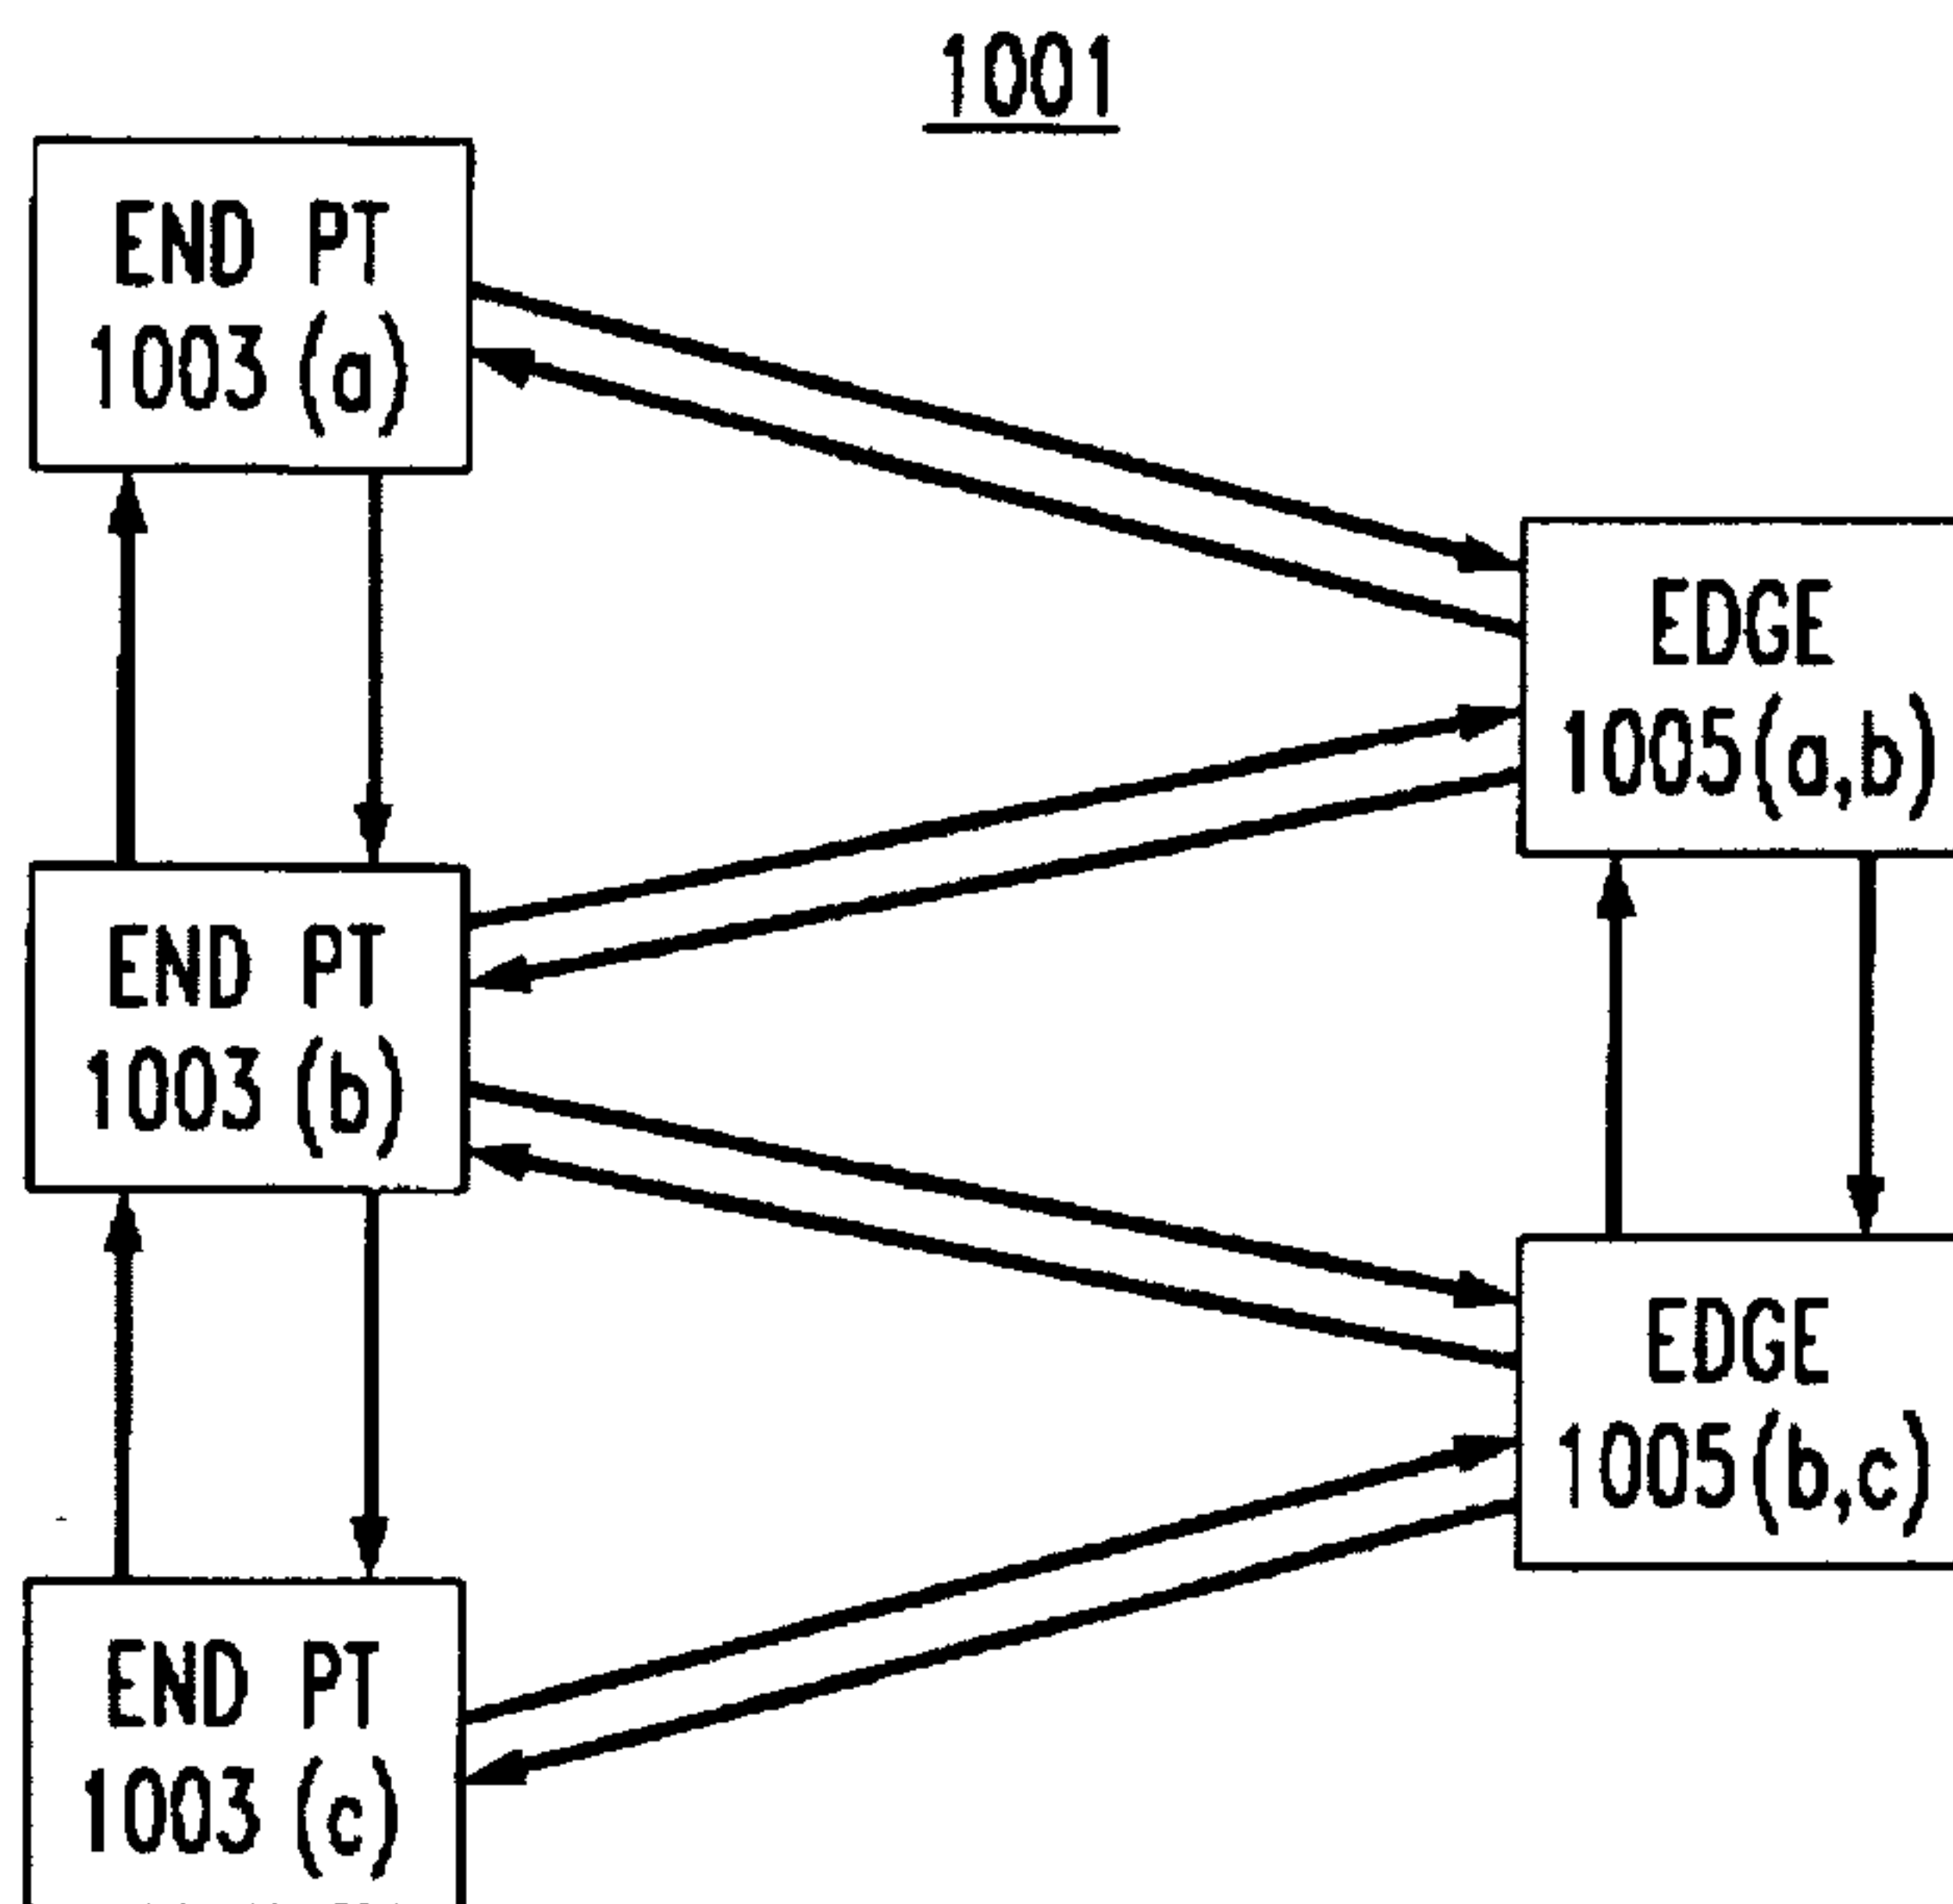 1001
END PT
1003 (a)
EDGE
1005(a,b)
END PT
1003 (b)
EDGE
1005(b,c)
END PT
1003 (c)